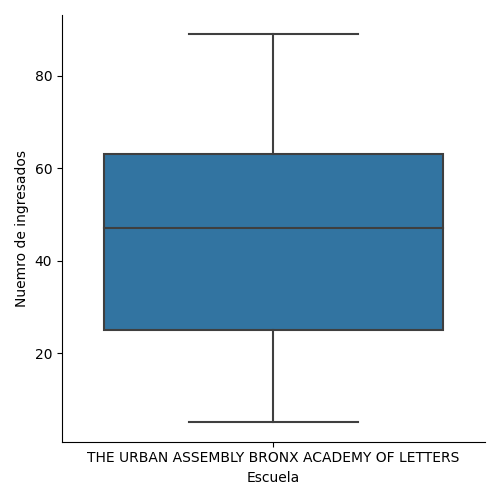 80
60
40
20
Nuemro de ingresados
THE URBAN ASSEMBLY BRONX ACADEMY OF LETTERS
Escuela